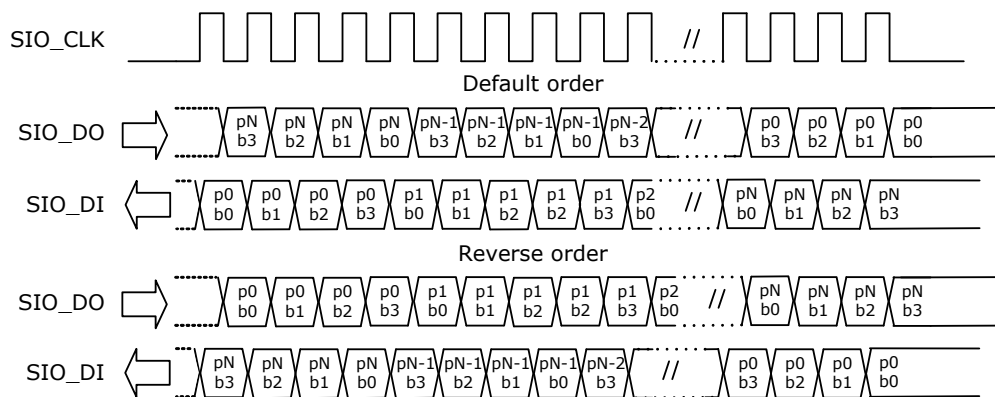 SIO_CLK
//
Default order
SIO_DO
pN pN pN pN pN-1 pN-1 pN-1 pN-1 pN-2 // p0 p0 p0 p0
b3 b2 b1 b0 b3 b2 b1 b0 b3 b3 b2 b1 b0
SIO_DI
p0 p0 p0 p0 p1 p1 p1 p1 p1 p2 // pN pN pN pN
b0 b1 b2 b3 b0 b1 b2 b2 b3 b0 b0 b1 b2 b3
Reverse order
SIO_DO
p0 p0 p0 p0 p1 p1 p1 p1 p1 p2 // pN pN pN pN
b0 b1 b2 b3 b0 b1 b2 b2 b3 b0 b0 b1 b2 b3
SIO_DI
pN pN pN pN pN-1 pN-1 pN-1 pN-1 pN-2 // p0 p0 p0 p0
b3 b2 b1 b0 b3 b2 b1 b0 b3 b3 b2 b1 b0